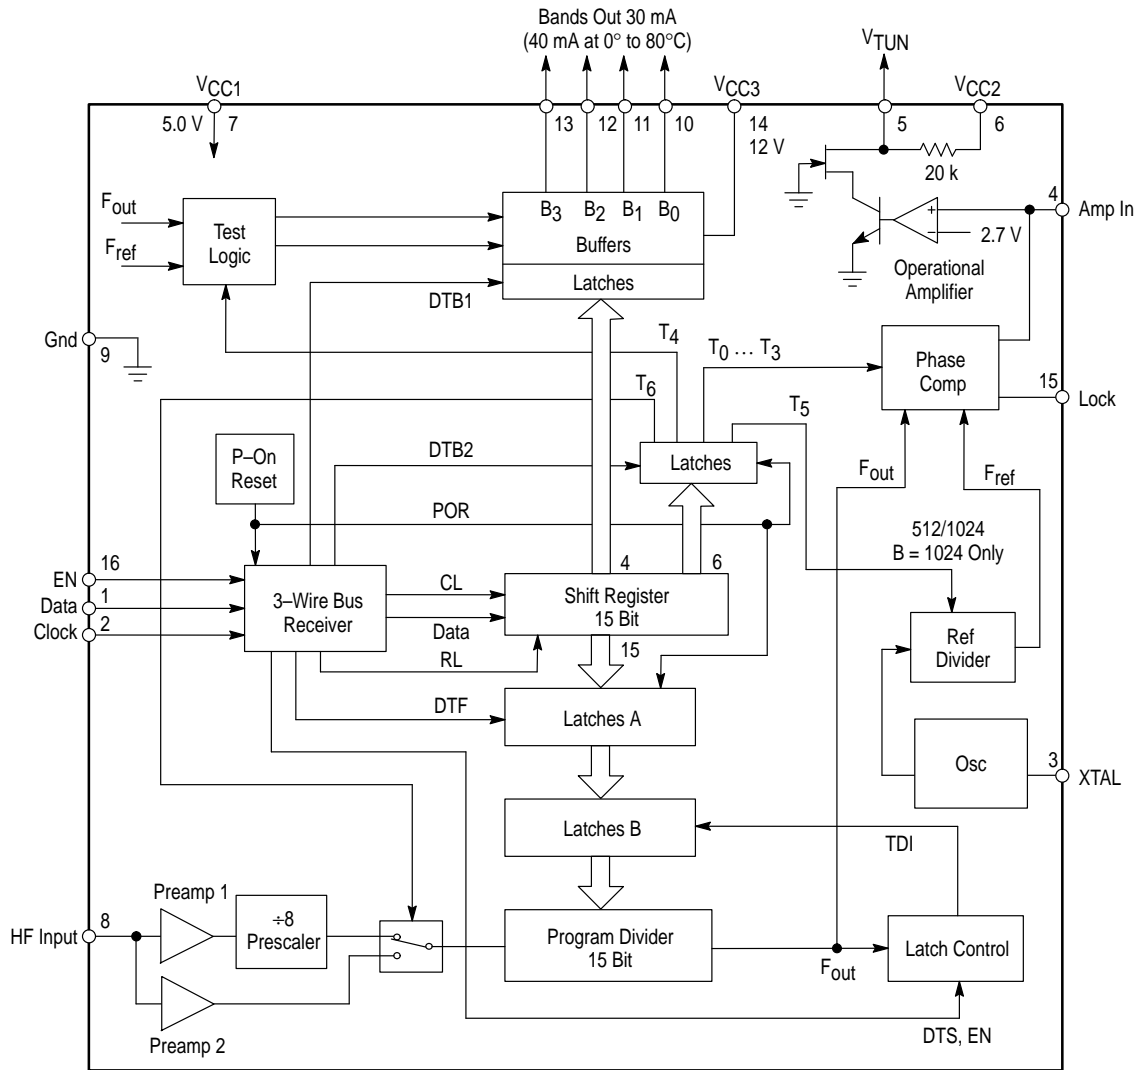 Bands Out 30 mA
(40 mA at 0° to 80°C)
VTUN
VCC1
VCC3
VCC2
5.0 V
7
13
12
11
10
14
12 V
5
6
20 k
Fout
Fref
Test
Logic
B3
B2
B1
B0
Buffers
Latches
DTB1
4
Amp In
+
–
2.7 V
Operational
Amplifier
Gnd
9
T4
T0 … T3
Phase
Comp
15
Lock
T6
T5
P–On
Reset
DTB2
Latches
Fout
Fref
POR
512/1024
B = 1024 Only
16
EN
1
Data
2
Clock
3–Wire Bus
Receiver
CL
Data
RL
4
6
Shift Register
15 Bit
15
Ref
Divider
DTF
Latches A
Osc
3
XTAL
Latches B
TDI
Preamp 1
8
HF Input
÷8
Prescaler
Program Divider
15 Bit
Fout
Latch Control
Preamp 2
DTS, EN